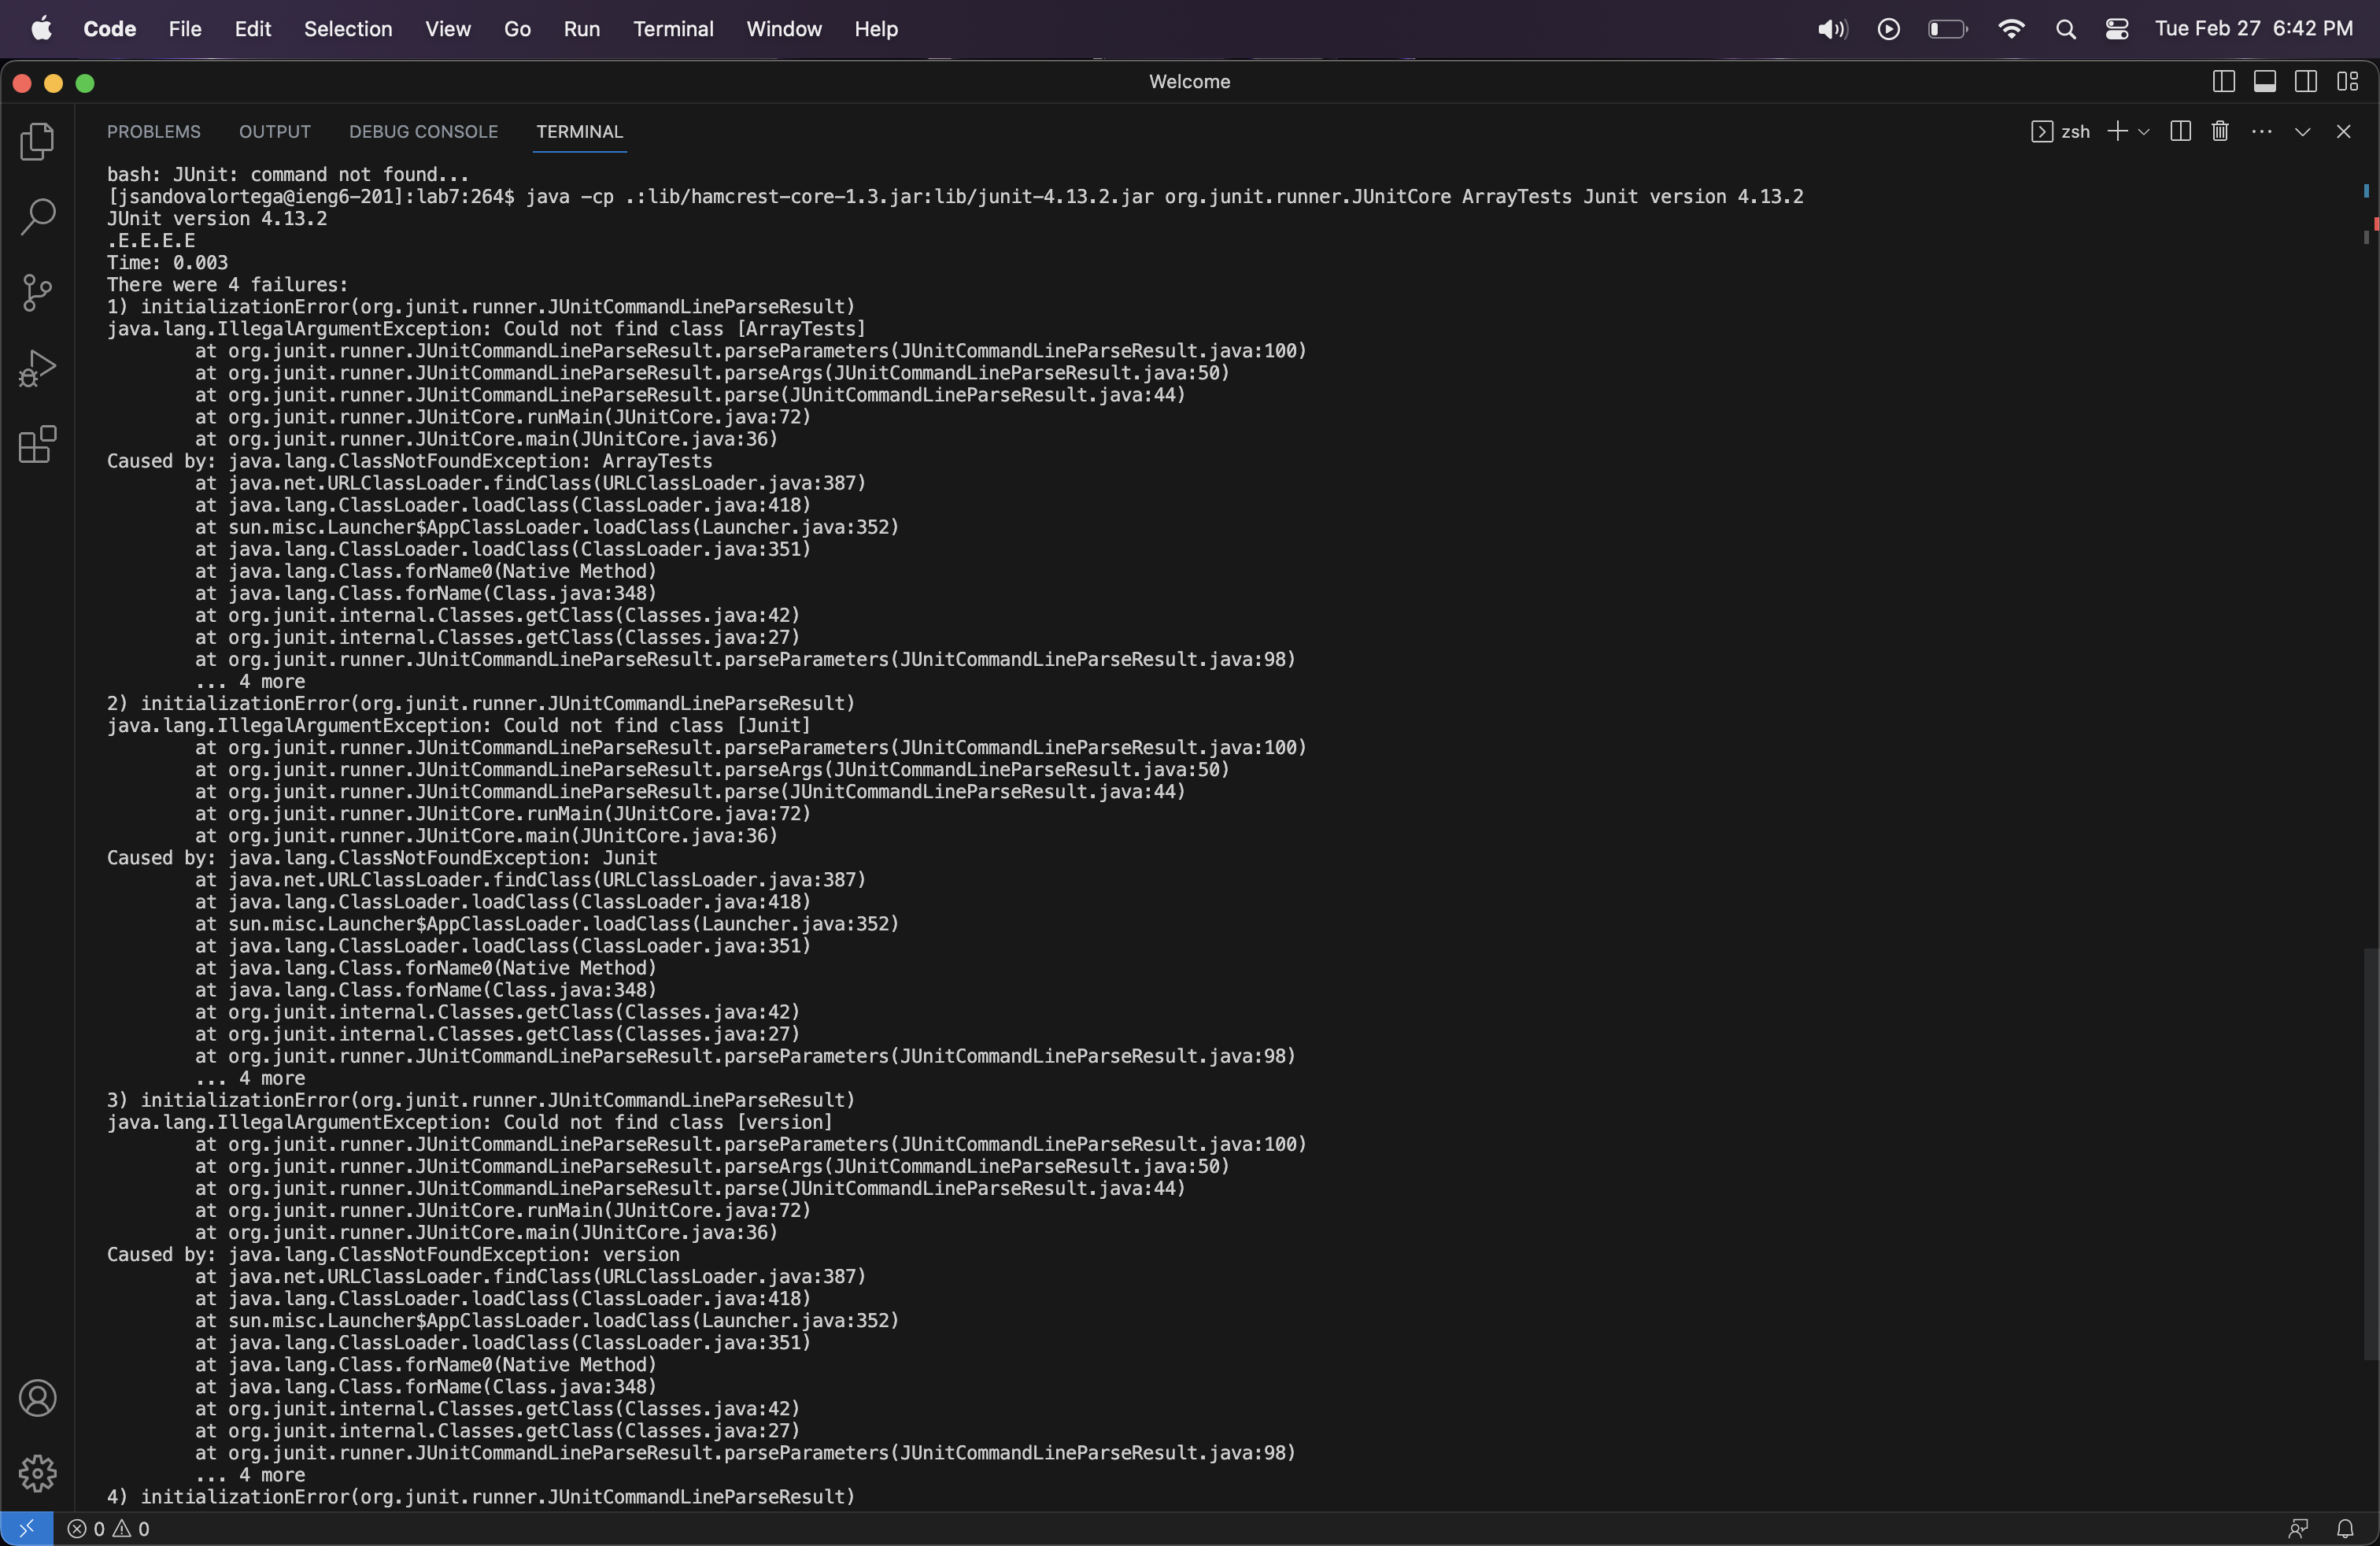 Code File Edit Selection View Go Run Terminal Window Help Tue Feb 27 6:42 PM
Welcome
PROBLEMS OUTPUT DEBUG CONSOLE TERMINAL zsh
bash: JUnit: command not found...
[jsandovalortega@ieng6-201]:lab7:264$ java -cp .:lib/hamcrest-core-1.3.jar:lib/junit-4.13.2.jar org.junit.runner.JUnitCore ArrayTests Junit version 4.13.2
JUnit version 4.13.2
.E.E.E.E
Time: 0.003
There were 4 failures:
1) initializationError(org.junit.runner.JUnitCommandLineParseResult)
java.lang.IllegalArgumentException: Could not find class [ArrayTests]
at org.junit.runner.JUnitCommandLineParseResult.parseParameters(JUnitCommandLineParseResult.java:100)
at org.junit.runner.JUnitCommandLineParseResult.parseArgs(JUnitCommandLineParseResult.java:50)
at org.junit.runner.JUnitCommandLineParseResult.parse(JUnitCommandLineParseResult.java:44)
at org.junit.runner.JUnitCore.runMain(JUnitCore.java:72)
at org.junit.runner.JUnitCore.main(JUnitCore.java:36)
Caused by: java.lang.ClassNotFoundException: ArrayTests
at java.net.URLClassLoader.findClass(URLClassLoader.java:387)
at java.lang.ClassLoader.loadClass(ClassLoader.java:418)
at sun.misc.Launcher$AppClassLoader.loadClass(Launcher.java:352)
at java.lang.ClassLoader.loadClass(ClassLoader.java:351)
at java.lang.Class.forName0(Native Method)
at java.lang.Class.forName(Class.java:348)
at org.junit.internal.Classes.getClass(Classes.java:42)
at org.junit.internal.Classes.getClass(Classes.java:27)
at org.junit.runner.JUnitCommandLineParseResult.parseParameters(JUnitCommandLineParseResult.java:98)
... 4 more
2) initializationError(org.junit.runner.JUnitCommandLineParseResult)
java.lang.IllegalArgumentException: Could not find class [Junit]
at org.junit.runner.JUnitCommandLineParseResult.parseParameters(JUnitCommandLineParseResult.java:100)
at org.junit.runner.JUnitCommandLineParseResult.parseArgs(JUnitCommandLineParseResult.java:50)
at org.junit.runner.JUnitCommandLineParseResult.parse(JUnitCommandLineParseResult.java:44)
at org.junit.runner.JUnitCore.runMain(JUnitCore.java:72)
at org.junit.runner.JUnitCore.main(JUnitCore.java:36)
Caused by: java.lang.ClassNotFoundException: Junit
at java.net.URLClassLoader.findClass(URLClassLoader.java:387)
at java.lang.ClassLoader.loadClass(ClassLoader.java:418)
at sun.misc.Launcher$AppClassLoader.loadClass(Launcher.java:352)
at java.lang.ClassLoader.loadClass(ClassLoader.java:351)
at java.lang.Class.forName0(Native Method)
at java.lang.Class.forName(Class.java:348)
at org.junit.internal.Classes.getClass(Classes.java:42)
at org.junit.internal.Classes.getClass(Classes.java:27)
at org.junit.runner.JUnitCommandLineParseResult.parseParameters(JUnitCommandLineParseResult.java:98)
... 4 more
3) initializationError(org.junit.runner.JUnitCommandLineParseResult)
java.lang.IllegalArgumentException: Could not find class [version]
at org.junit.runner.JUnitCommandLineParseResult.parseParameters(JUnitCommandLineParseResult.java:100)
at org.junit.runner.JUnitCommandLineParseResult.parseArgs(JUnitCommandLineParseResult.java:50)
at org.junit.runner.JUnitCommandLineParseResult.parse(JUnitCommandLineParseResult.java:44)
at org.junit.runner.JUnitCore.runMain(JUnitCore.java:72)
at org.junit.runner.JUnitCore.main(JUnitCore.java:36)
Caused by: java.lang.ClassNotFoundException: version
at java.net.URLClassLoader.findClass(URLClassLoader.java:387)
at java.lang.ClassLoader.loadClass(ClassLoader.java:418)
at sun.misc.Launcher$AppClassLoader.loadClass(Launcher.java:352)
at java.lang.ClassLoader.loadClass(ClassLoader.java:351)
at java.lang.Class.forName0(Native Method)
at java.lang.Class.forName(Class.java:348)
at org.junit.internal.Classes.getClass(Classes.java:42)
at org.junit.internal.Classes.getClass(Classes.java:27)
at org.junit.runner.JUnitCommandLineParseResult.parseParameters(JUnitCommandLineParseResult.java:98)
... 4 more
4) initializationError(org.junit.runner.JUnitCommandLineParseResult)
0 0